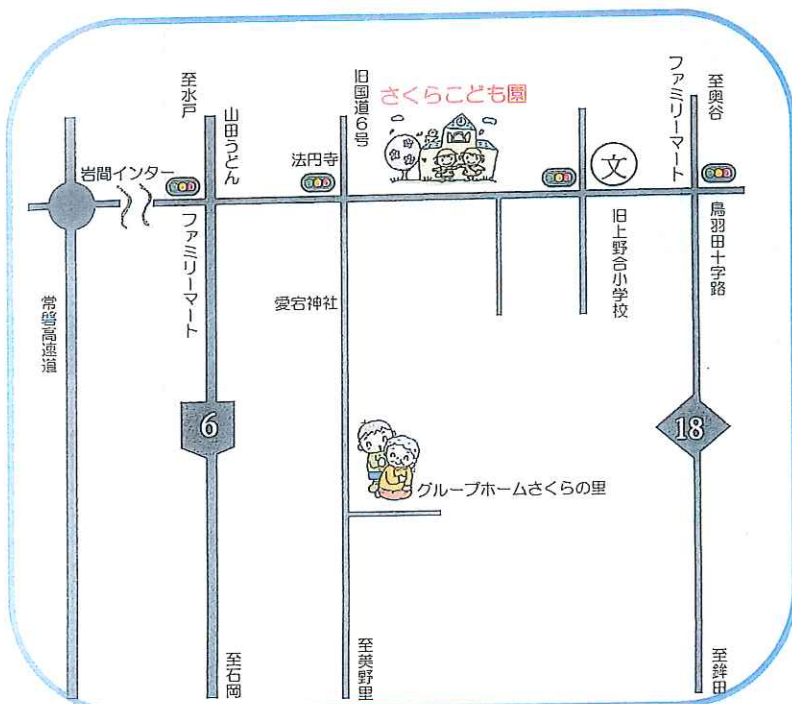 至水戸
山田うどん
旧国道6号
さくらこども園
ファミリーマート
至奥谷
岩間インター
法円寺
文
ファミリーマート
愛宕神社
旧上野合小学校
鳥羽田十字路
常磐高速道
6
18
グループホームさくらの里
至石岡
至美野里
至鉾田